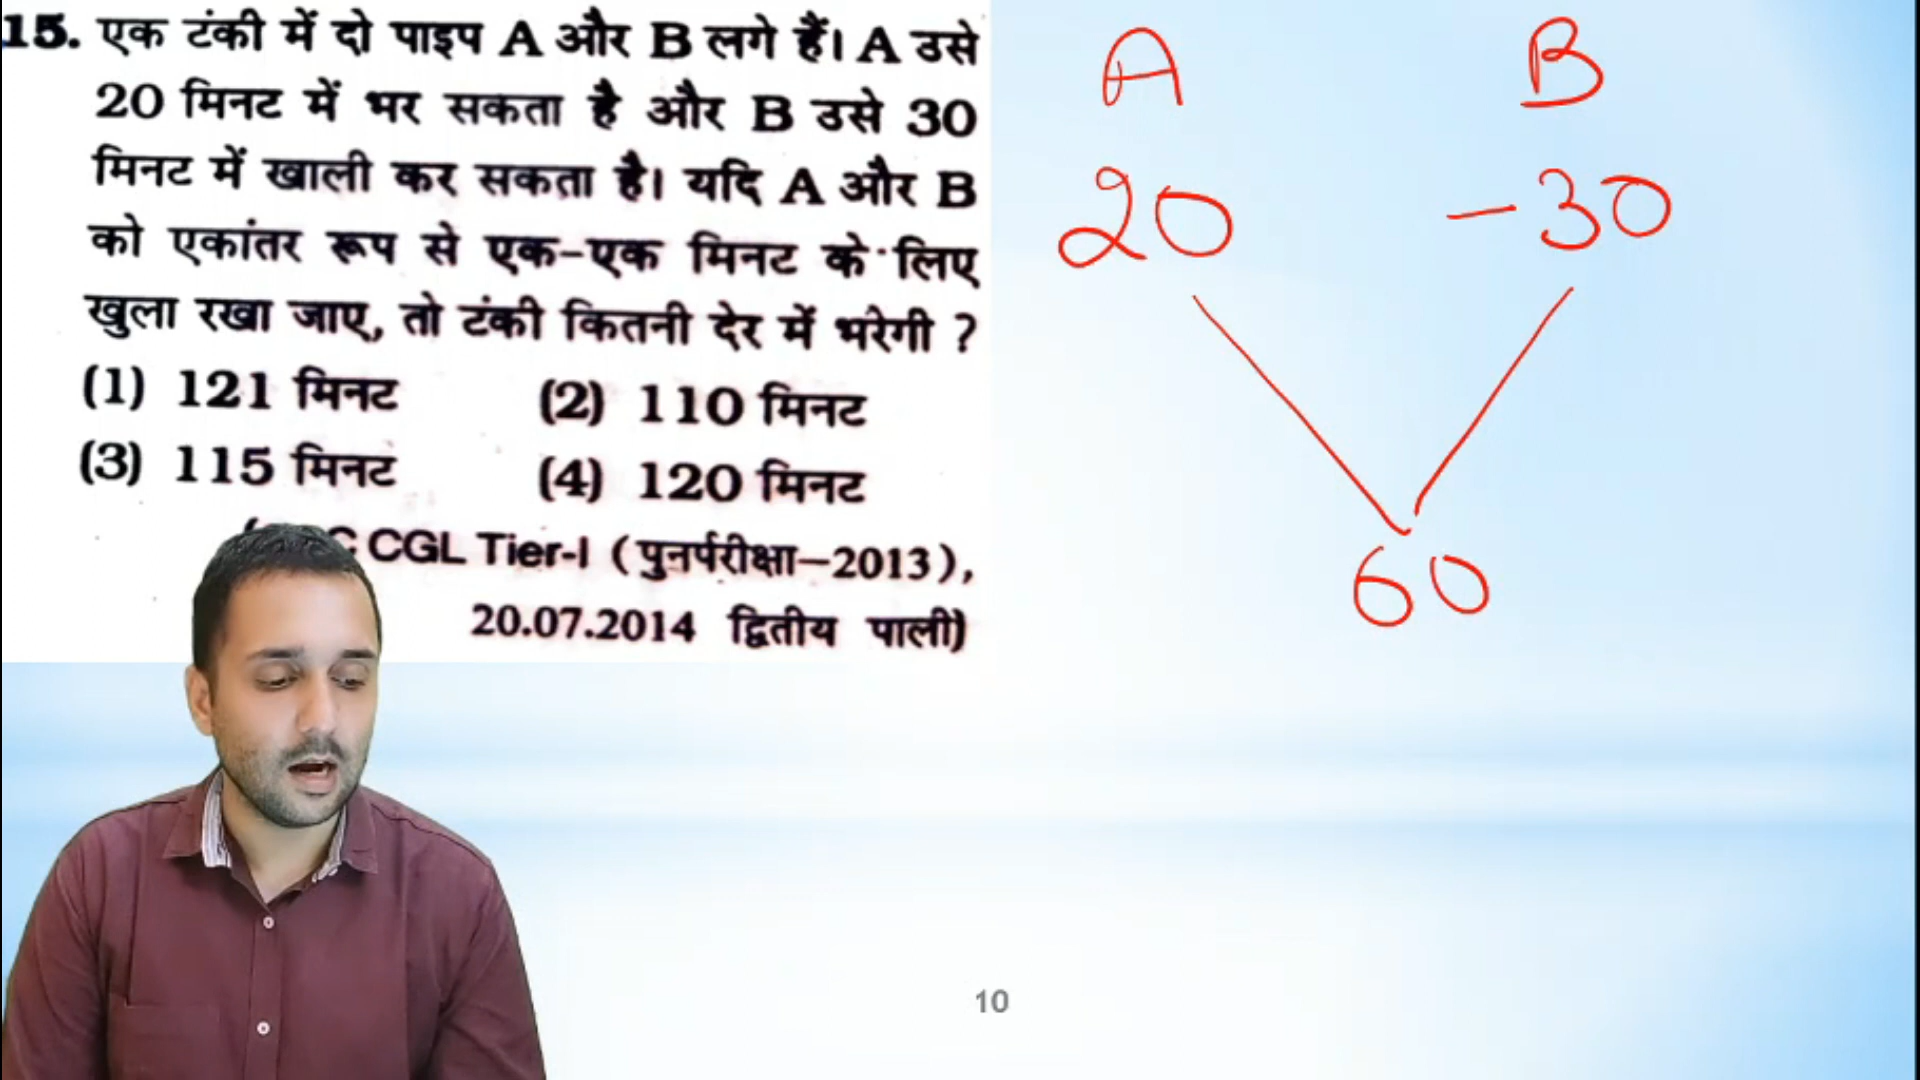 15. एक टंकी में दो पाइप A और B लगे हैं। A उसे
20 मिनट में भर सकता है और B उसे 30
मिनट में खाली कर सकता है। यदि A और B
को एकांतर रूप से एक-एक मिनट के लिए
खुला रखा जाए, तो टंकी कितनी देर में भरेगी ?
(1) 121 मिनट (2) 110 मिनट
(3) 115 मिनट (4) 120 मिनट
CGL Tier-I (पुनर्परीक्षा-2013),
20.07.2014 द्वितीय पाली)
A B
20 -30
60
10